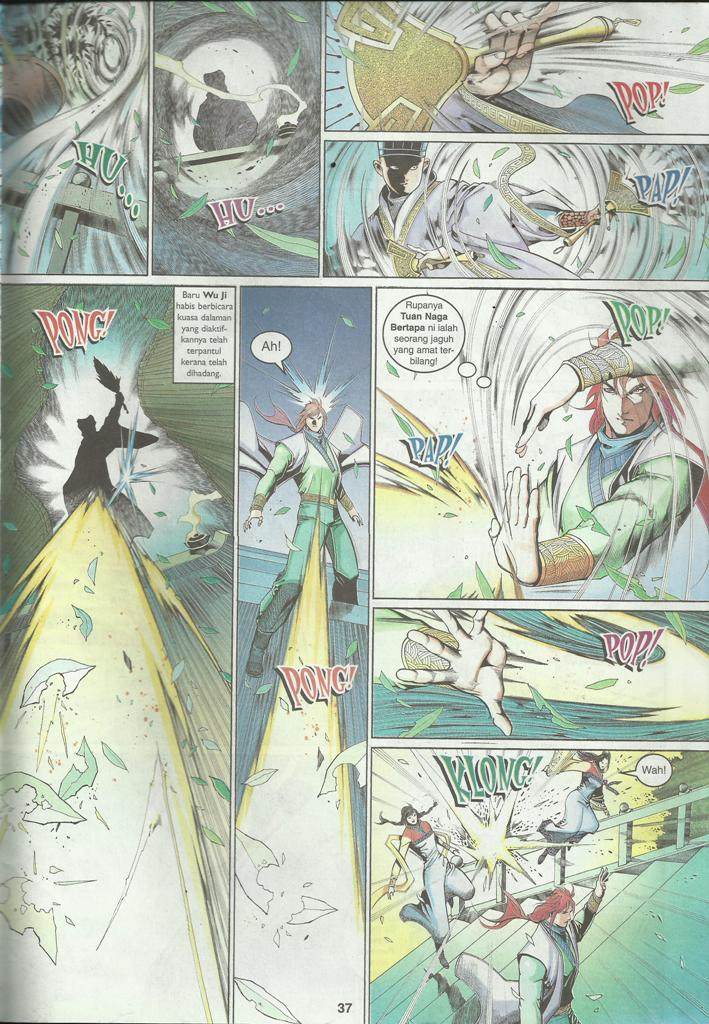 HU...
HU...
POP!
PAP!
PONG!
Baru Wu Ji
habis berbicara
kuasa dalaman
yang diaktif-
kannya telah
terpantul
kerana telah
dihadang.
Ah!
PONG!
Rupanya
Tuan Naga
Bertapa ni ialah
seorang jaguh
yang amat ter-
bilang!
POP!
PAP!
POP!
KLONG!
Wah!
37